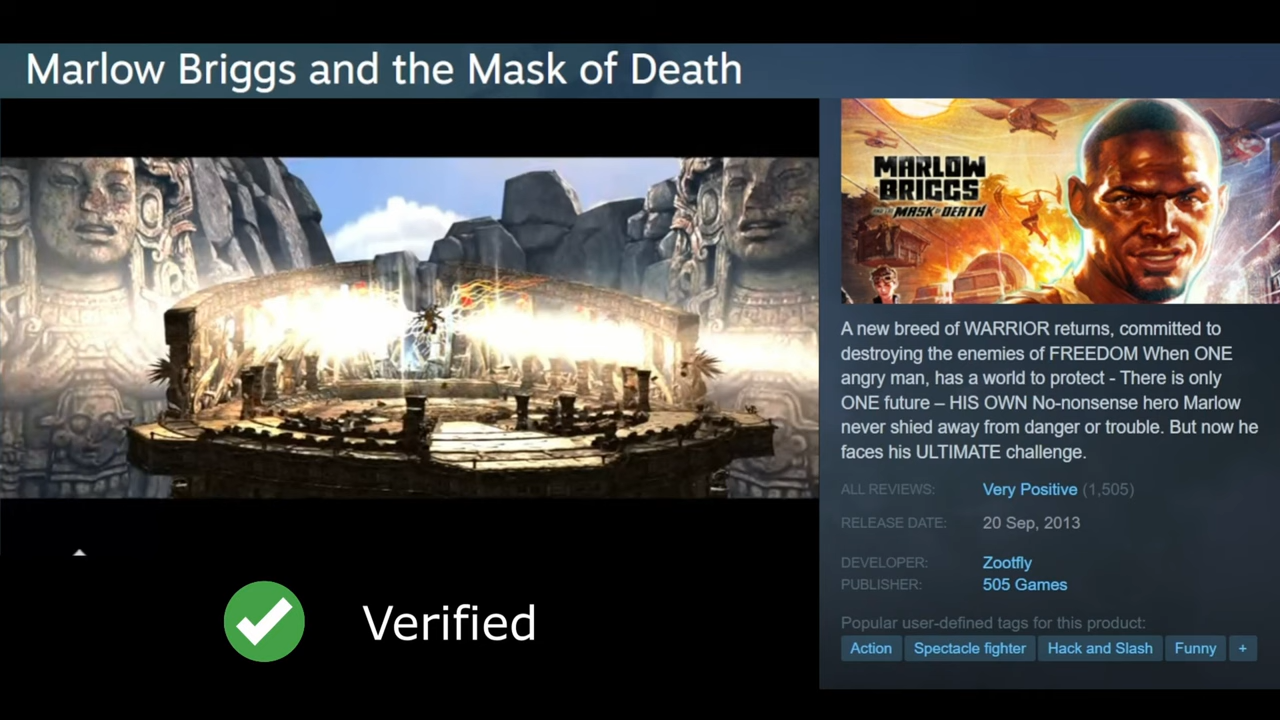 Marlow Briggs and the Mask of Death
MARLOW
BRIGGS
AND THE MASK OF DEATH
A new breed of WARRIOR returns, committed to
destroying the enemies of FREEDOM When ONE
angry man, has a world to protect - There is only
ONE future – HIS OWN No-nonsense hero Marlow
never shied away from danger or trouble. But now he
faces his ULTIMATE challenge.
ALL REVIEWS: Very Positive (1,505)
RELEASE DATE: 20 Sep, 2013
DEVELOPER: Zootfly
PUBLISHER: 505 Games
Popular user-defined tags for this product:
Action Spectacle fighter Hack and Slash Funny +
Verified